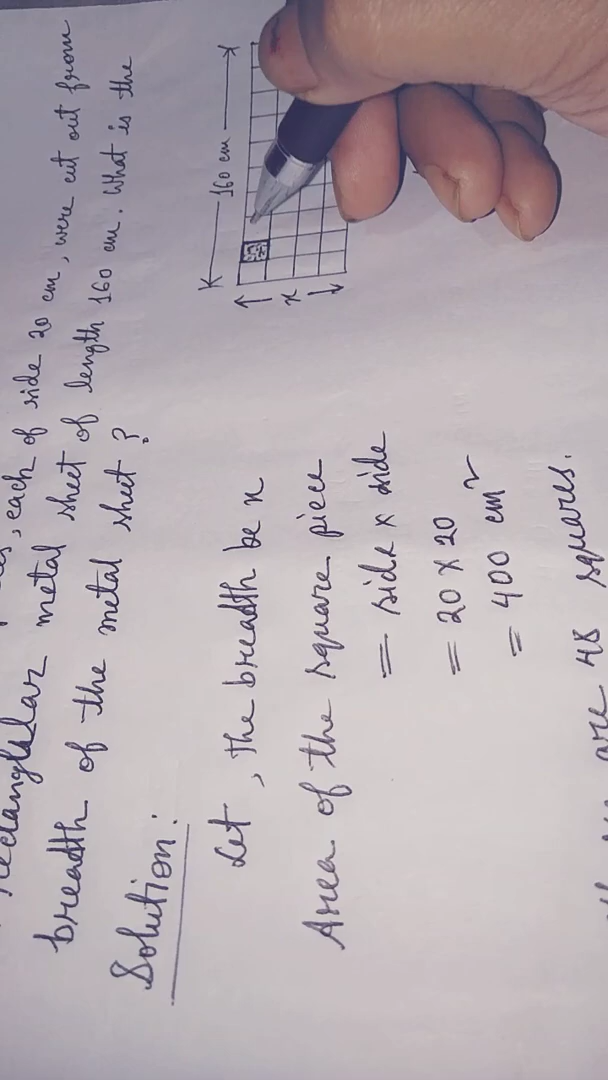 , each of side 20 cm, were cut out from
rectanglular metal sheet of length 160 cm. What is the
breadth of the metal sheet?
Solution:
160 cm
x
Let, the breadth be x
Area of the square piece
= side x side
= 20 x 20
= 400 cm²
are 48 squares.